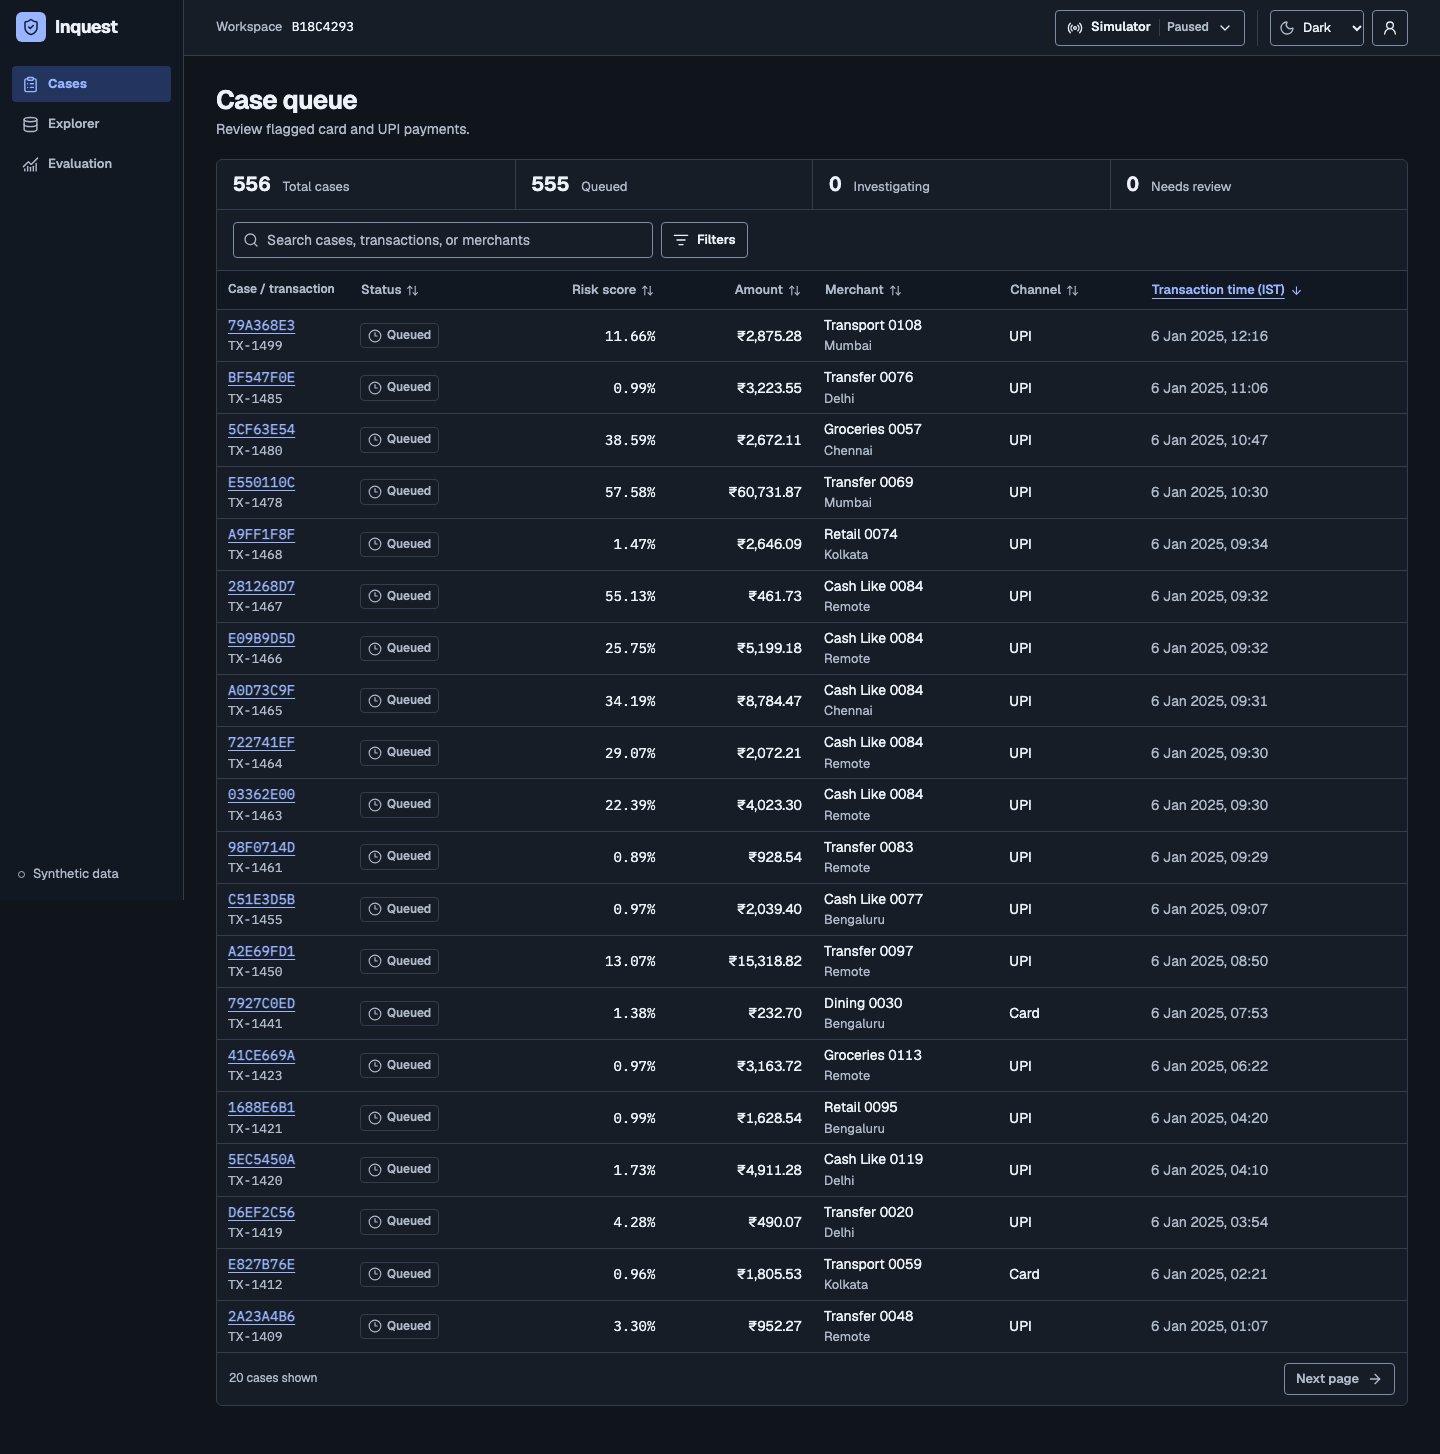 Inquest
Workspace B18C4293
Simulator Paused
Dark
Cases
Explorer
Evaluation
Synthetic data
Case queue
Review flagged card and UPI payments.
556 Total cases
555 Queued
0 Investigating
0 Needs review
Search cases, transactions, or merchants
Filters
Case / transaction Status Risk score Amount Merchant Channel Transaction time (IST)
79A368E3 Queued 11.66% ₹2,875.28 Transport 0108 UPI 6 Jan 2025, 12:16
TX-1499 Mumbai
BF547F0E Queued 0.99% ₹3,223.55 Transfer 0076 UPI 6 Jan 2025, 11:06
TX-1485 Delhi
5CF63E54 Queued 38.59% ₹2,672.11 Groceries 0057 UPI 6 Jan 2025, 10:47
TX-1480 Chennai
E550110C Queued 57.58% ₹60,731.87 Transfer 0069 UPI 6 Jan 2025, 10:30
TX-1478 Mumbai
A9FF1F8F Queued 1.47% ₹2,646.09 Retail 0074 UPI 6 Jan 2025, 09:34
TX-1468 Kolkata
281268D7 Queued 55.13% ₹461.73 Cash Like 0084 UPI 6 Jan 2025, 09:32
TX-1467 Remote
E09B9D5D Queued 25.75% ₹5,199.18 Cash Like 0084 UPI 6 Jan 2025, 09:32
TX-1466 Remote
A0D73C9F Queued 34.19% ₹8,784.47 Cash Like 0084 UPI 6 Jan 2025, 09:31
TX-1465 Chennai
722741EF Queued 29.07% ₹2,072.21 Cash Like 0084 UPI 6 Jan 2025, 09:30
TX-1464 Remote
03362E00 Queued 22.39% ₹4,023.30 Cash Like 0084 UPI 6 Jan 2025, 09:30
TX-1463 Remote
98F0714D Queued 0.89% ₹928.54 Transfer 0083 UPI 6 Jan 2025, 09:29
TX-1461 Remote
C51E3D5B Queued 0.97% ₹2,039.40 Cash Like 0077 UPI 6 Jan 2025, 09:07
TX-1455 Bengaluru
A2E69FD1 Queued 13.07% ₹15,318.82 Transfer 0097 UPI 6 Jan 2025, 08:50
TX-1450 Remote
7927C0ED Queued 1.38% ₹232.70 Dining 0030 Card 6 Jan 2025, 07:53
TX-1441 Bengaluru
41CE669A Queued 0.97% ₹3,163.72 Groceries 0113 UPI 6 Jan 2025, 06:22
TX-1423 Remote
1688E6B1 Queued 0.99% ₹1,628.54 Retail 0095 UPI 6 Jan 2025, 04:20
TX-1421 Bengaluru
5EC5450A Queued 1.73% ₹4,911.28 Cash Like 0119 UPI 6 Jan 2025, 04:10
TX-1420 Delhi
D6EF2C56 Queued 4.28% ₹490.07 Transfer 0020 UPI 6 Jan 2025, 03:54
TX-1419 Delhi
E827B76E Queued 0.96% ₹1,805.53 Transport 0059 Card 6 Jan 2025, 02:21
TX-1412 Kolkata
2A23A4B6 Queued 3.30% ₹952.27 Transfer 0048 UPI 6 Jan 2025, 01:07
TX-1409 Remote
20 cases shown
Next page